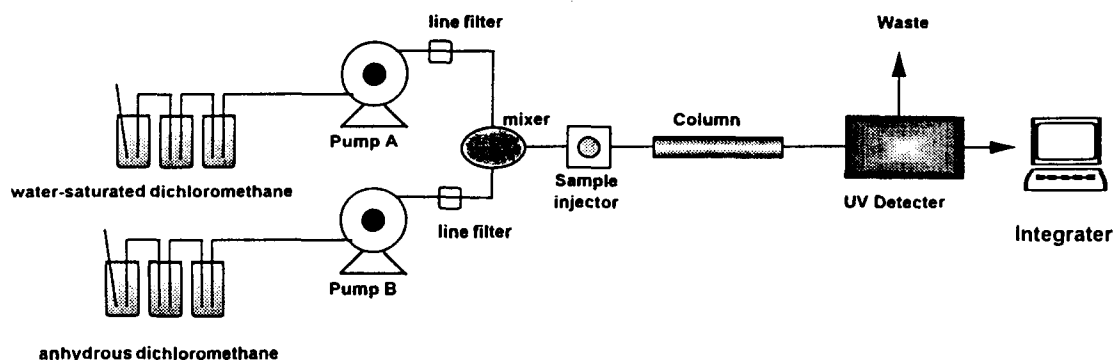 line filter
Waste
Pump A
mixer
Column
water-saturated dichloromethane
Sample
injector
UV Detecter
line filter
Integrater
Pump B
anhydrous dichloromethane